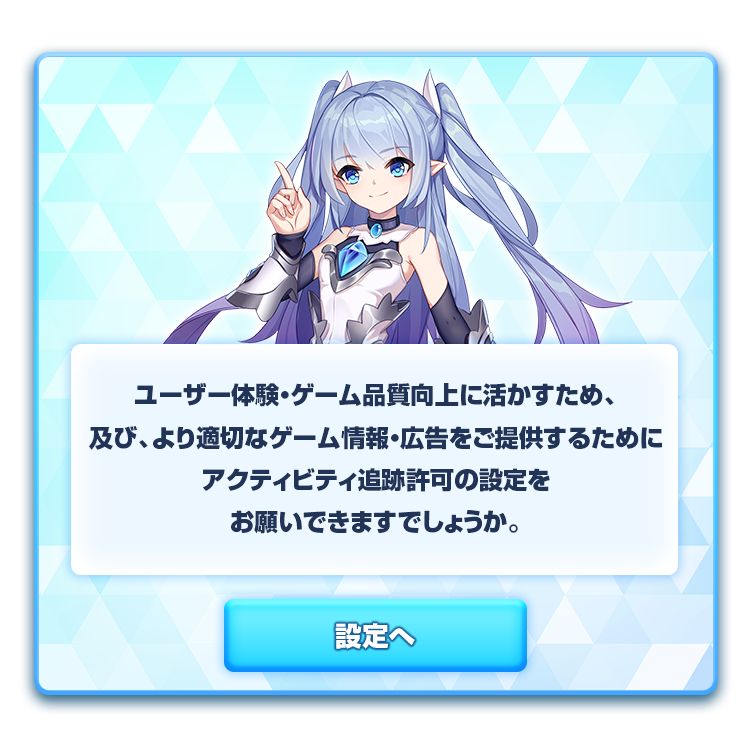 ユーザー体験・ゲーム品質向上に活かすため、
及び、より適切なゲーム情報・広告をご提供するために
アクティビティ追跡許可の設定を
お願いできますでしょうか。
設定へ